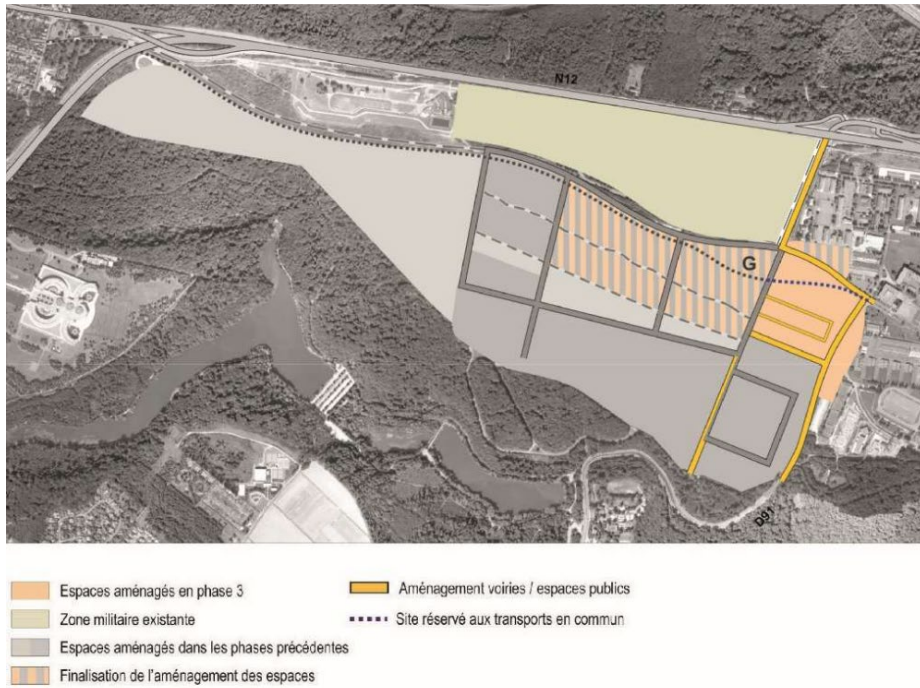 N12
G
D91
Espaces aménagés en phase 3
Zone militaire existante
Espaces aménagés dans les phases précédentes
Finalisation de l'aménagement des espaces
Aménagement voiries / espaces publics
Site réservé aux transports en commun